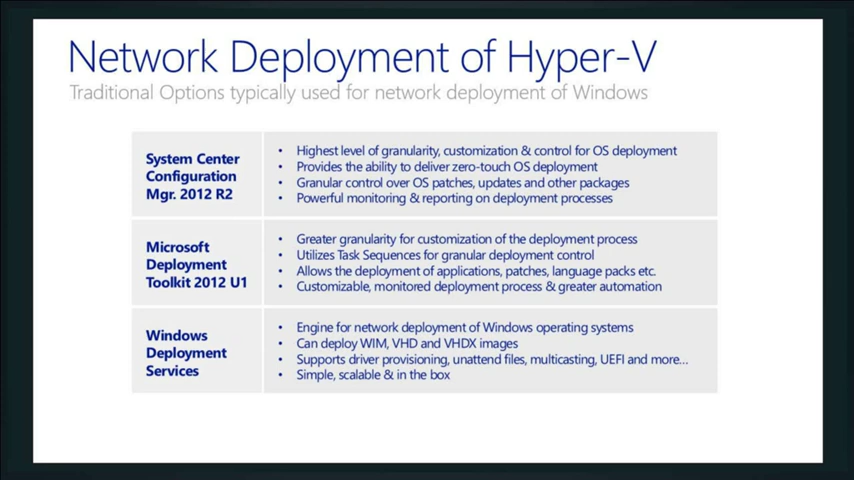 Network Deployment of Hyper-V
Traditional Options typically used for network deployment of Windows
System Center
Configuration
Mgr. 2012 R2
• Highest level of granularity, customization & control for OS deployment
• Provides the ability to deliver zero-touch OS deployment
• Granular control over OS patches, updates and other packages
• Powerful monitoring & reporting on deployment processes
Microsoft
Deployment
Toolkit 2012 U1
• Greater granularity for customization of the deployment process
• Utilizes Task Sequences for granular deployment control
• Allows the deployment of applications, patches, language packs etc.
• Customizable, monitored deployment process & greater automation
Windows
Deployment
Services
• Engine for network deployment of Windows operating systems
• Can deploy WIM, VHD and VHDX images
• Supports driver provisioning, unattend files, multicasting, UEFI and more...
• Simple, scalable & in the box